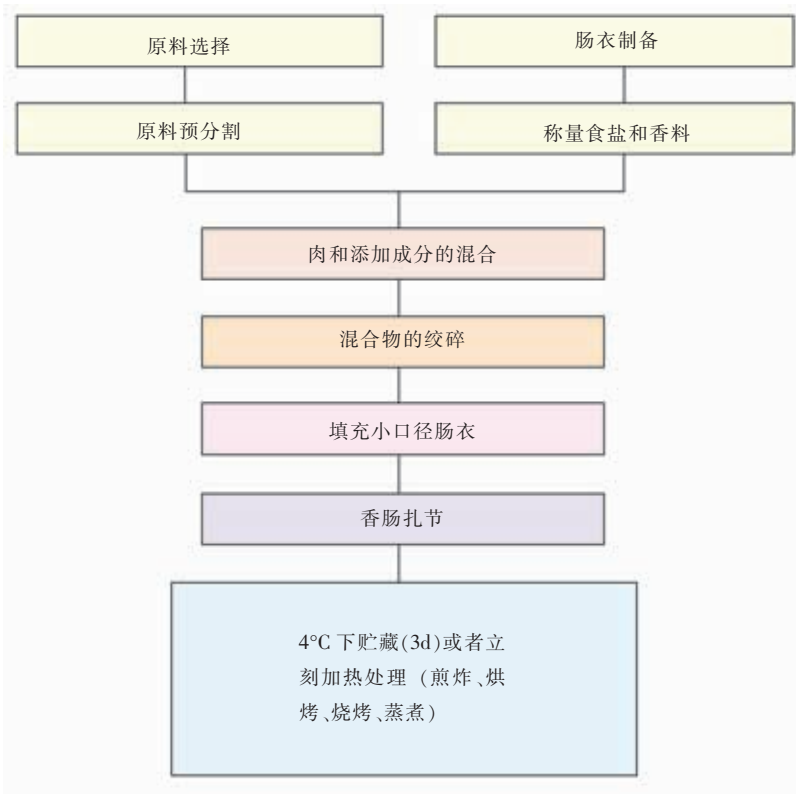 原料选择
肠衣制备
原料预分割
称量食盐和香料
肉和添加成分的混合
混合物的绞碎
填充小口径肠衣
香肠扎节
4°C 下贮藏(3d)或者立
刻加热处理（煎炸、烘
烤、烧烤、蒸煮）